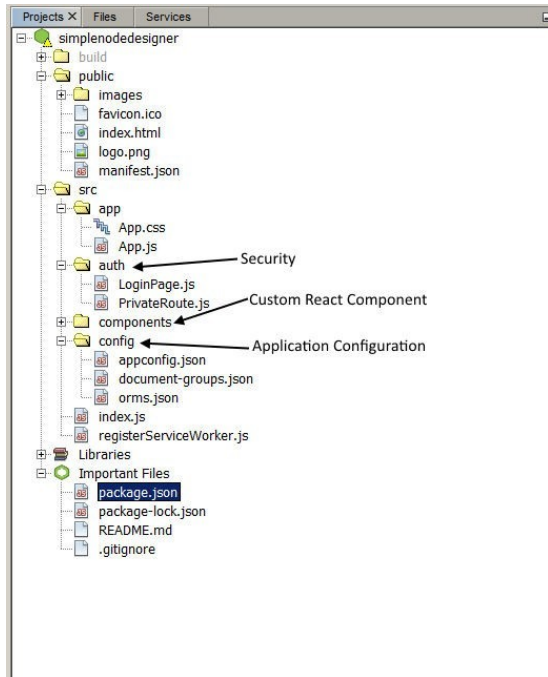 Projects Files Services
simplenodedesigner
build
public
images
favicon.ico
index.html
logo.png
manifest.json
src
app
App.css
App.js
auth
Security
LoginPage.js
PrivateRoute.js
Custom React Component
components
config
Application Configuration
appconfig.json
document-groups.json
orms.json
index.js
registerServiceWorker.js
Libraries
Important Files
package.json
package-lock.json
README.md
.gitignore